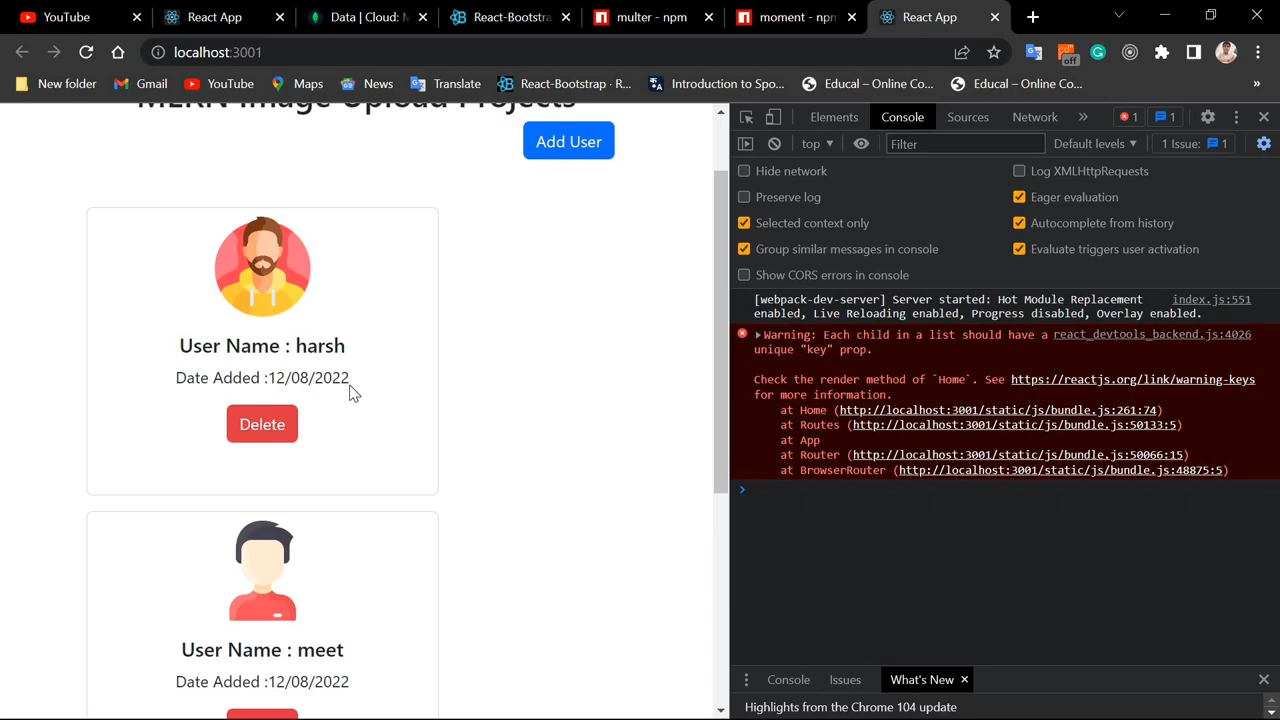 YouTube
React App
Data | Cloud: M
React-Bootstra
multer - npm
moment - npm
React App
localhost:3001
off
New folder
Gmail
YouTube
Maps
News
Translate
React-Bootstrap · R...
Introduction to Spo...
Educal – Online Co...
Educal – Online Co...
»
MERN Image Upload Projects
Add User
User Name : harsh
Date Added :12/08/2022
Delete
User Name : meet
Date Added :12/08/2022
Elements
Console
Sources
Network
»
1
1
top
Filter
Default levels
1 Issue:
1
Hide network
Log XMLHttpRequests
Preserve log
Eager evaluation
Selected context only
Autocomplete from history
Group similar messages in console
Evaluate triggers user activation
Show CORS errors in console
[webpack-dev-server] Server started: Hot Module Replacement index.js:551
enabled, Live Reloading enabled, Progress disabled, Overlay enabled.
Warning: Each child in a list should have a react_devtools_backend.js:4026
unique "key" prop.
Check the render method of `Home`. See https://reactjs.org/link/warning-keys
for more information.
at Home (http://localhost:3001/static/js/bundle.js:261:74)
at Routes (http://localhost:3001/static/js/bundle.js:50133:5)
at App
at Router (http://localhost:3001/static/js/bundle.js:50066:15)
at BrowserRouter (http://localhost:3001/static/js/bundle.js:48875:5)
Console
Issues
What's New
Highlights from the Chrome 104 update